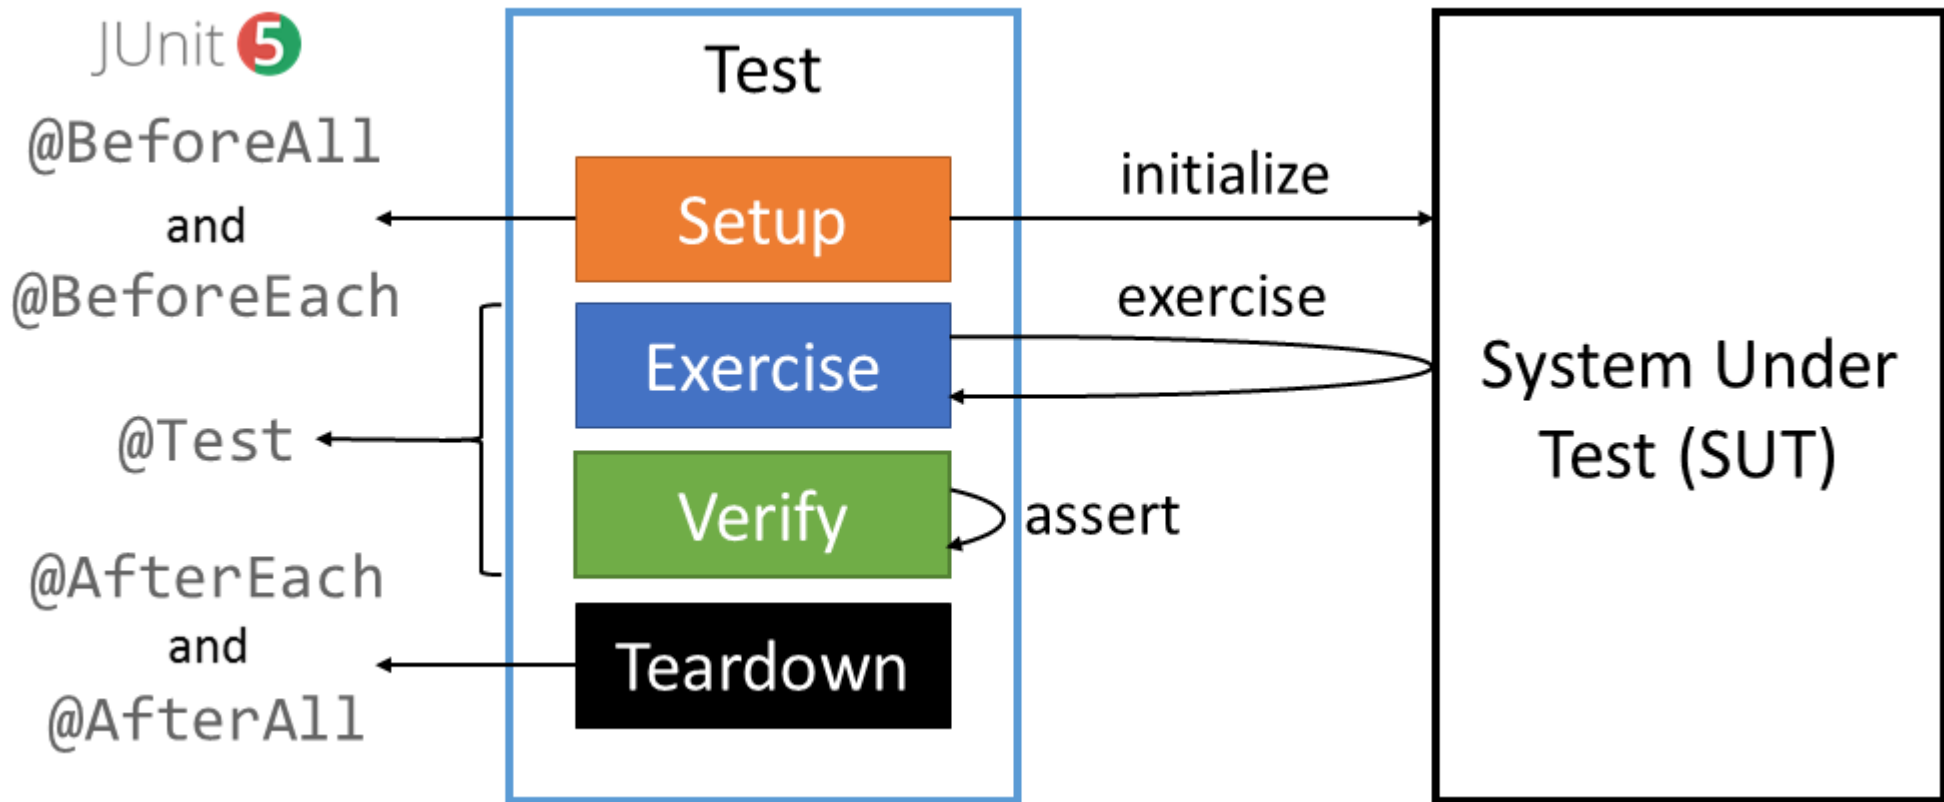 JUnit 5
@BeforeAll
and
@BeforeEach
@Test
@AfterEach
and
@AfterAll
Test
Setup
Exercise
Verify
Teardown
initialize
exercise
assert
System Under
Test (SUT)